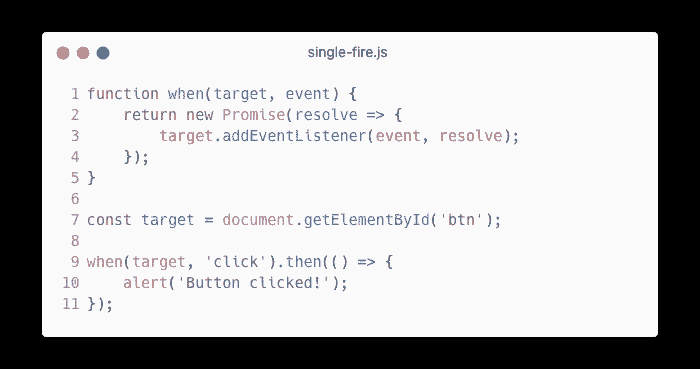 single-fire.js
1 function when(target, event) {
2     return new Promise(resolve => {
3         target.addEventListener(event, resolve);
4     });
5 }
6
7 const target = document.getElementById('btn');
8
9 when(target, 'click').then(() => {
10     alert('Button clicked!');
11 });